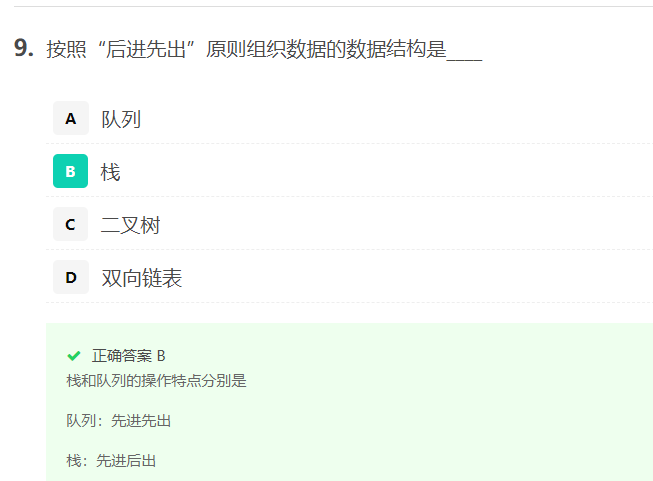 9. 按照“后进先出”原则组织数据的数据结构是____
A 队列
B 栈
C 二叉树
D 双向链表
正确答案 B
栈和队列的操作特点分别是
队列：先进先出
栈：先进后出